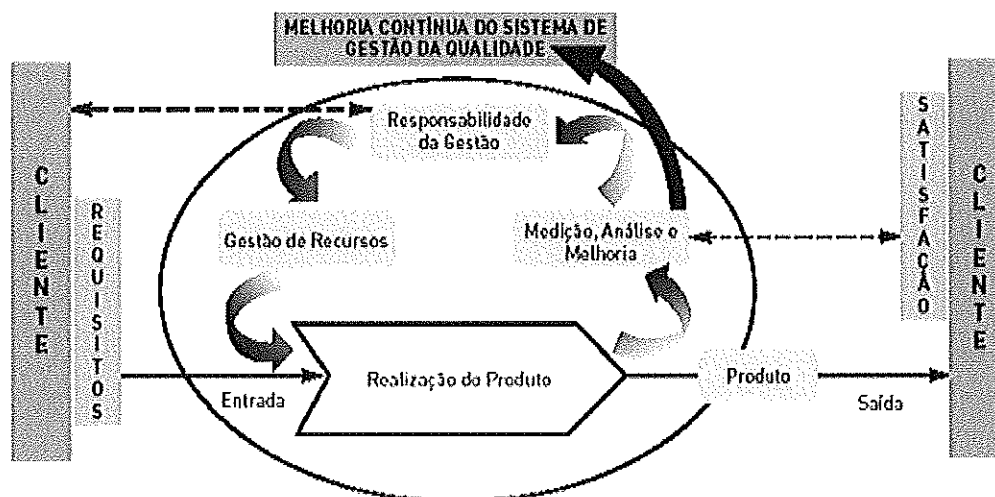 MELHORIA CONTÍNUA DO SISTEMA DE
GESTÃO DA QUALIDADE
CLIENTE
REQUISITOS
Responsabilidade
da Gestão
Gestão de Recursos
Medição, Análise e
Melhoria
SATISFAÇÃO
CLIENTE
Entrada
Realização do Produto
Produto
Saída